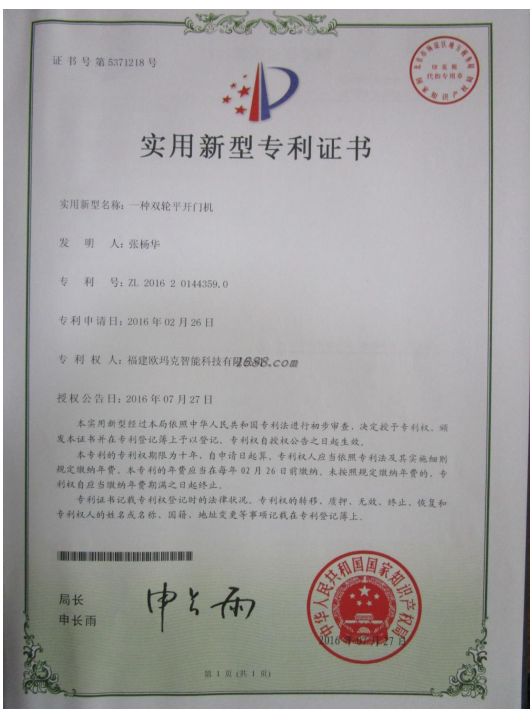 证书号第5371218号
实用新型专利证书
实用新型名称：一种双轮平开门机
发 明 人：张杨华
专 利 号：ZL 2016 2 0144359.0
专利申请日：2016年02月26日
专 利 权 人：福建欧玛克智能科技有限
1688.com
授权公告日：2016年07月27日
本实用新型经过本局依照中华人民共和国专利法进行初步审查，决定授予专利权，颁
发本证书并在专利登记簿上予以登记。专利权自授权公告之日起生效。
本专利的专利权期限为十年，自申请日起算。专利权人应当依照专利法及其实施细则
规定缴纳年费。本专利的年费应当在每年02月26日前缴纳。未按照规定缴纳年费的，专
利权自应当缴纳年费期满之日起终止。
专利证书记载专利权登记时的法律状况。专利权的转移、质押、无效、终止、恢复和
专利权人的姓名或名称、国籍、地址变更等事项记载在专利登记簿上。
局长
申长雨
申长雨
中华人民共和国国家知识产权局
2016年07月27日
第 1 页 (共 1 页)